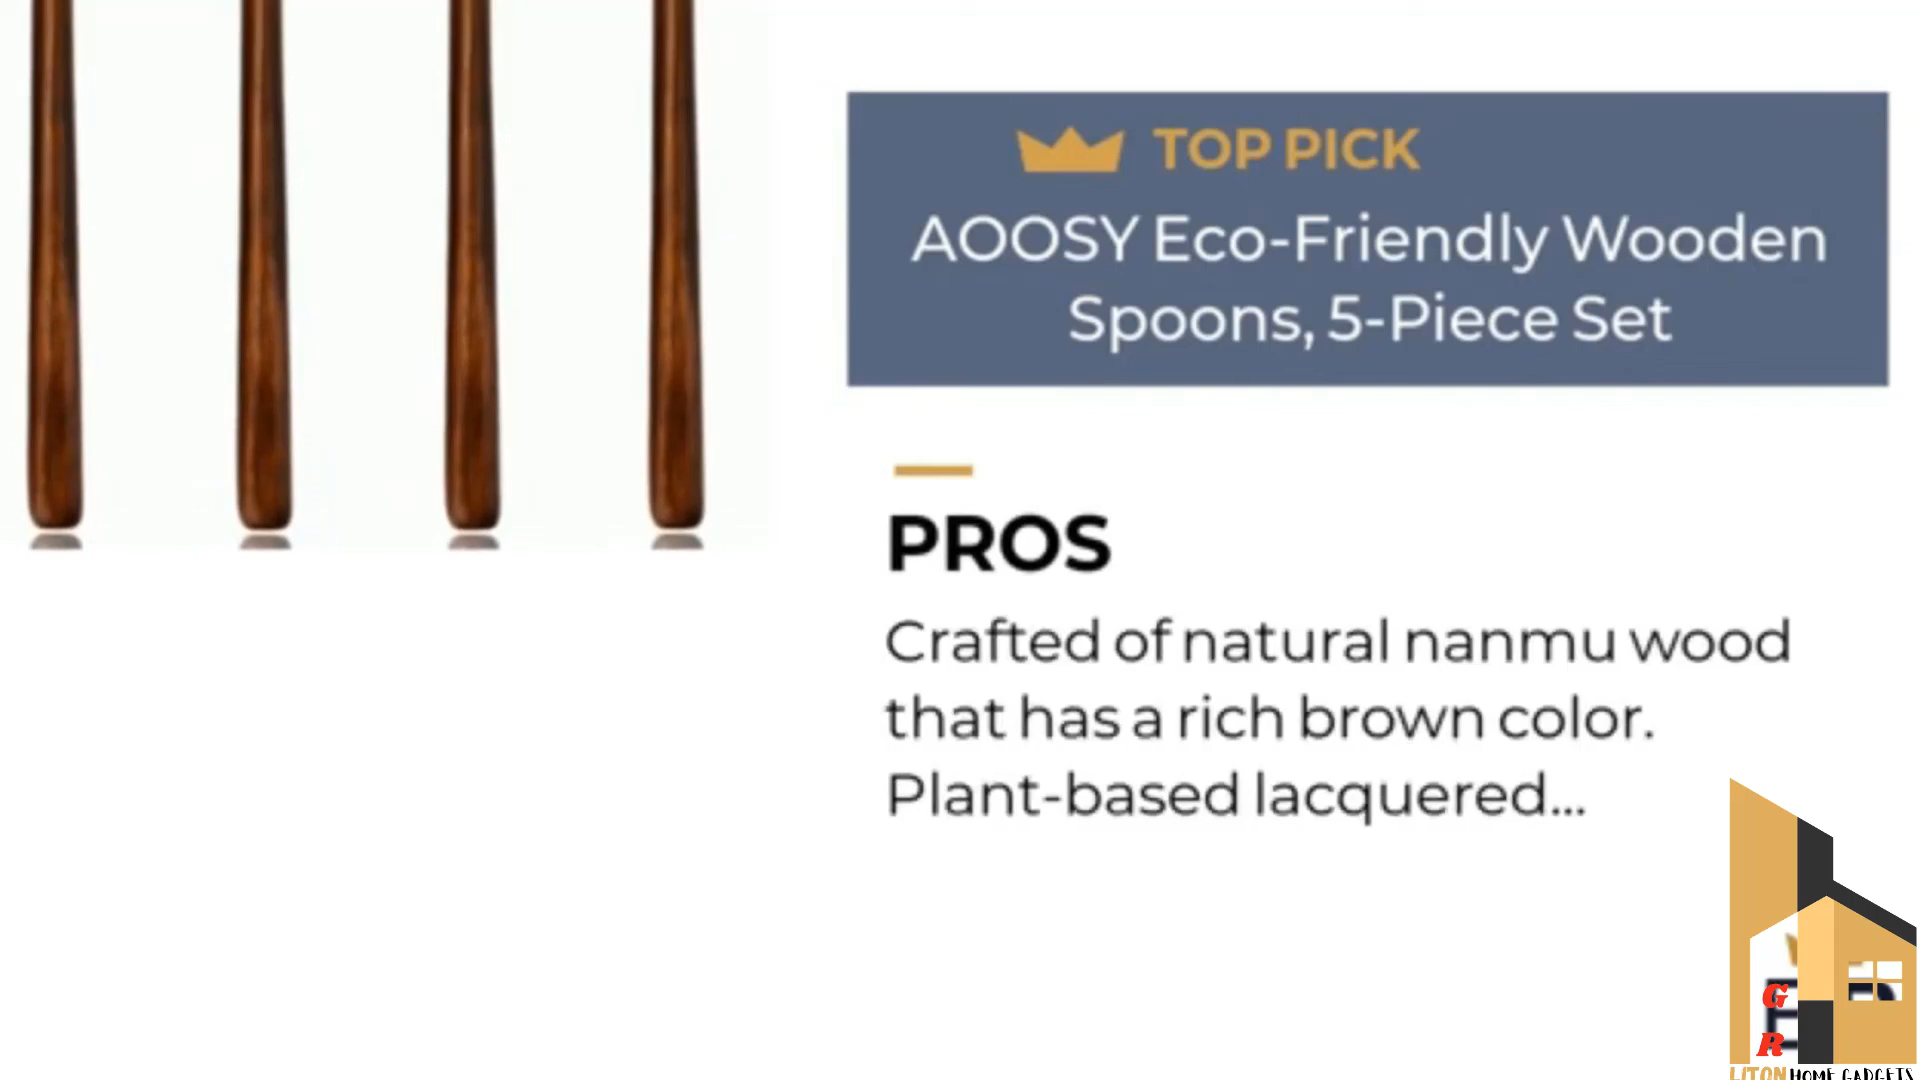 TOP PICK
AOOSY Eco-Friendly Wooden
Spoons, 5-Piece Set
PROS
Crafted of natural nanmu wood
that has a rich brown color.
Plant-based lacquered...
G
R
LITON HOME GADGETS